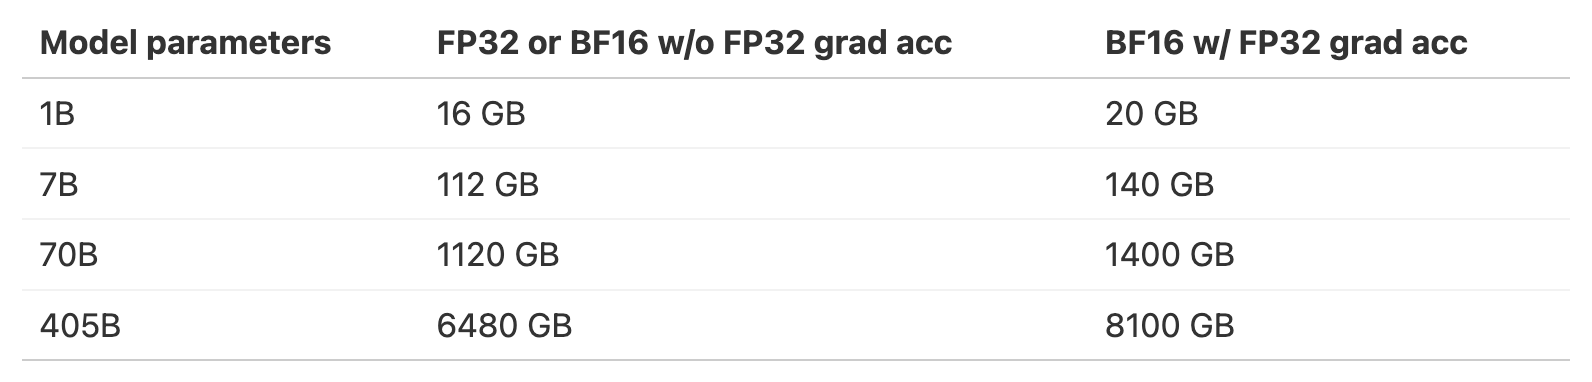 Model parameters FP32 or BF16 w/o FP32 grad acc BF16 w/ FP32 grad acc
1B 16 GB 20 GB
7B 112 GB 140 GB
70B 1120 GB 1400 GB
405B 6480 GB 8100 GB